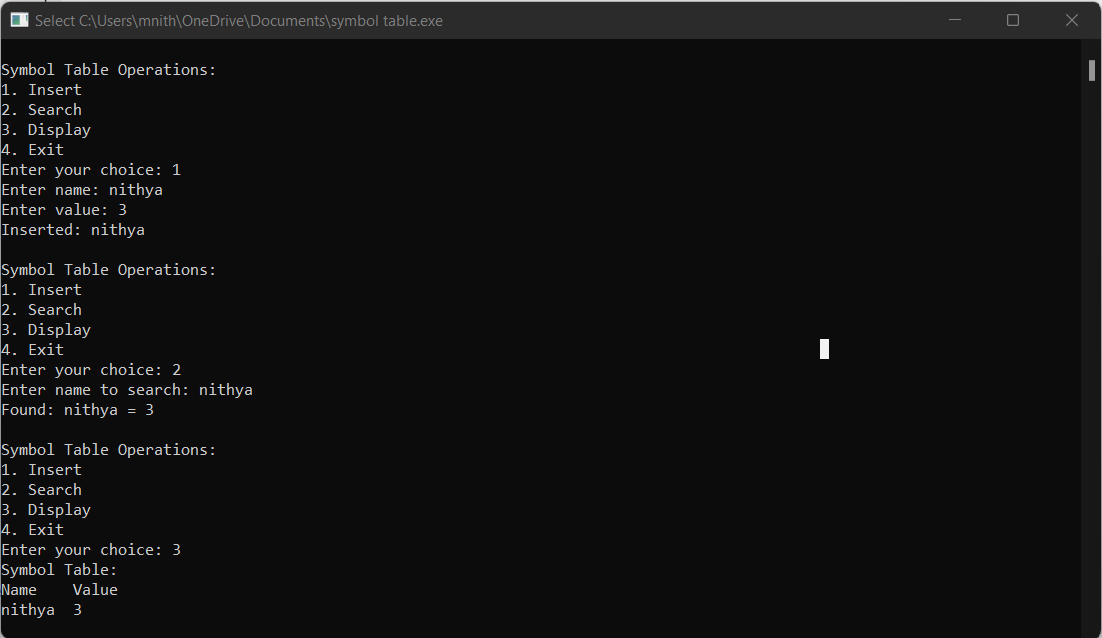 Select C:\Users\mnith\OneDrive\Documents\symbol table.exe
Symbol Table Operations:
1. Insert
2. Search
3. Display
4. Exit
Enter your choice: 1
Enter name: nithya
Enter value: 3
Inserted: nithya
Symbol Table Operations:
1. Insert
2. Search
3. Display
4. Exit
Enter your choice: 2
Enter name to search: nithya
Found: nithya = 3
Symbol Table Operations:
1. Insert
2. Search
3. Display
4. Exit
Enter your choice: 3
Symbol Table:
Name    Value
nithya  3